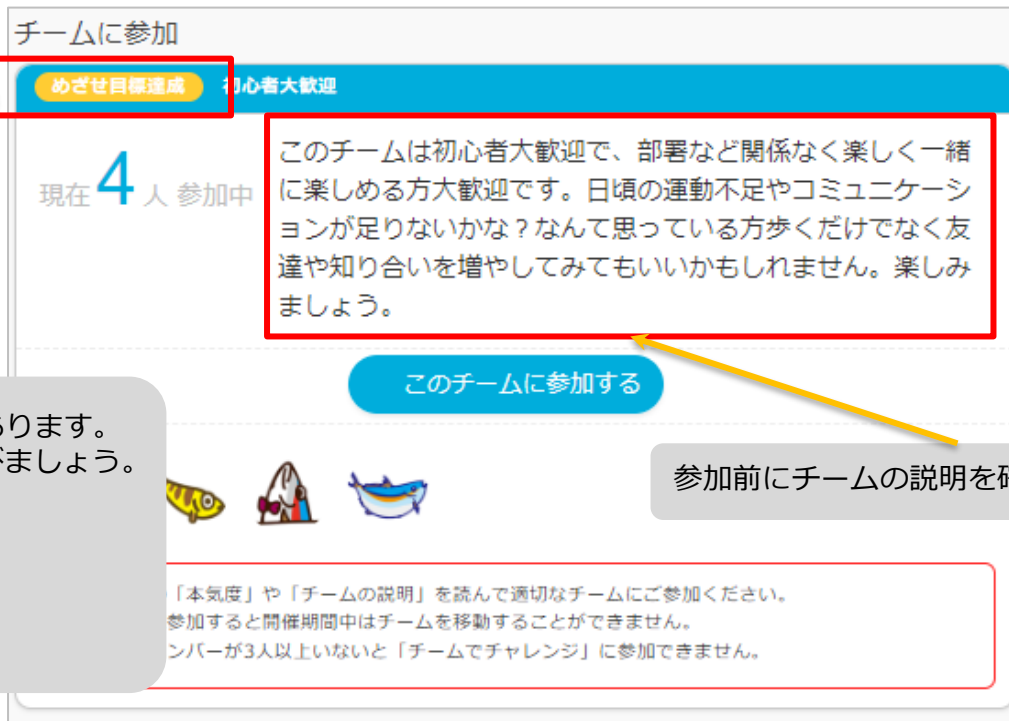 チームに参加
めざせ目標達成 初心者大歓迎
現在4人 参加中
このチームは初心者大歓迎で、部署など関係なく楽しく一緒
に楽しめる方大歓迎です。日頃の運動不足やコミュニケーシ
ョンが足りないかな？なんて思っている方歩くだけでなく友
達や知り合いを増やしてみてもいいかもしれません。楽しみ
ましょう。
このチームに参加する
ります。
ましょう。
参加前にチームの説明を確
「本気度」や「チームの説明」を読んで適切なチームにご参加ください。
参加すると開催期間中はチームを移動することができません。
ンバーが3人以上いないと「チームでチャレンジ」に参加できません。